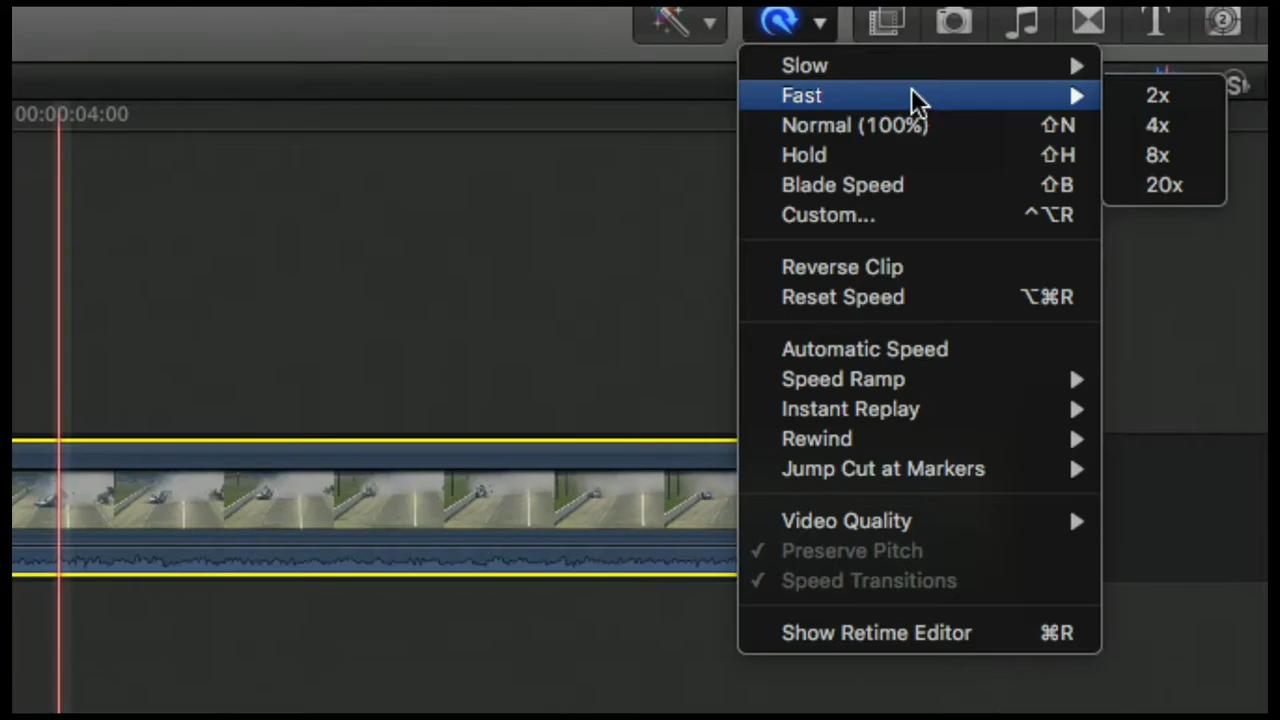 T
2
00:00:04:00
Slow
Fast
Normal (100%) ⇧N
Hold ⇧H
Blade Speed ⇧B
Custom... ^⌥R
Reverse Clip
Reset Speed ⌥⌘R
Automatic Speed
Speed Ramp
Instant Replay
Rewind
Jump Cut at Markers
Video Quality
✓ Preserve Pitch
✓ Speed Transitions
Show Retime Editor ⌘R
2x
4x
8x
20x
S